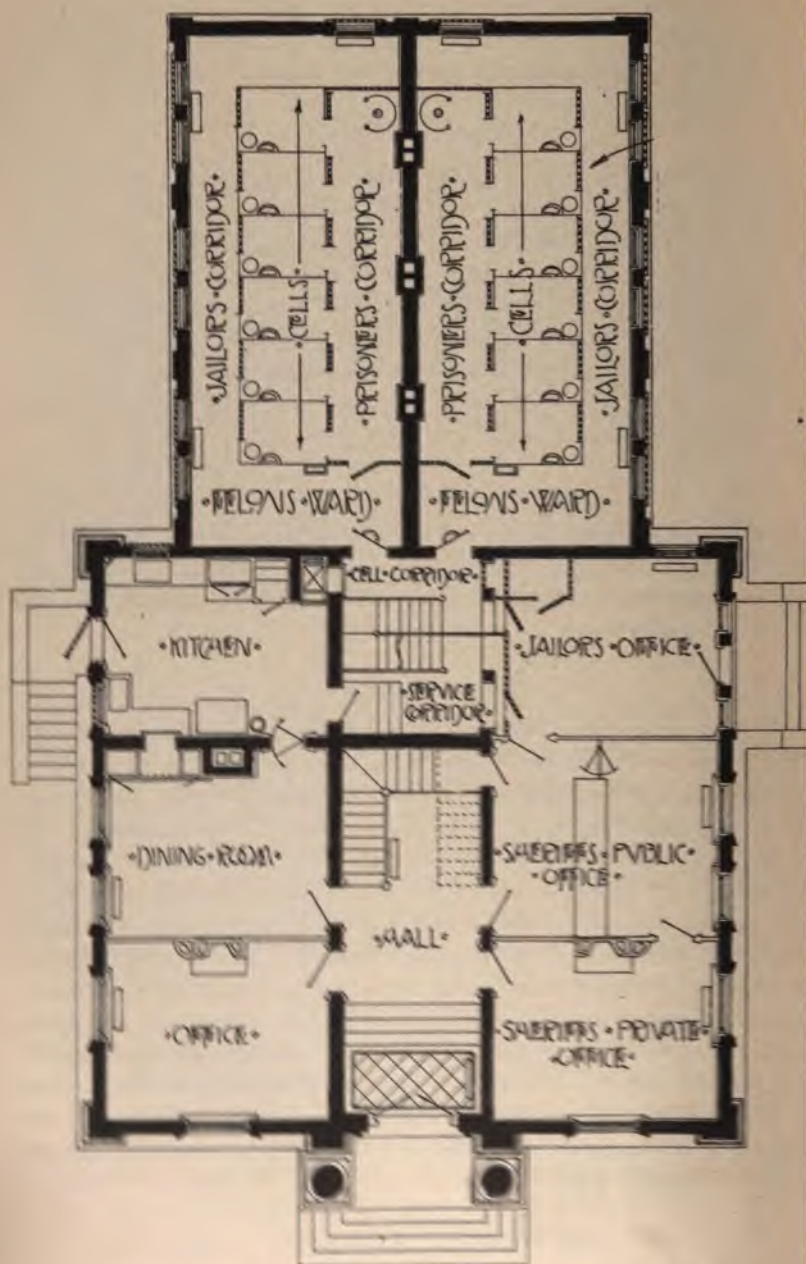 ·JAILORS·CORRIDOR·
·CELLS·
·PRISONERS·CORRIDOR·
·PRISONERS·CORRIDOR·
·CELLS·
·JAILORS·CORRIDOR·
·FELONS·WARD·
·FELONS·WARD·
·CELL·CORRIDOR·
·KITCHEN·
·JAILORS·OFFICE·
·SERVICE
CORRIDOR·
·DINING·ROOM·
·SHERIFFS·PUBLIC·
·OFFICE·
·HALL·
·OFFICE·
·SHERIFFS·PRIVATE·
·OFFICE·